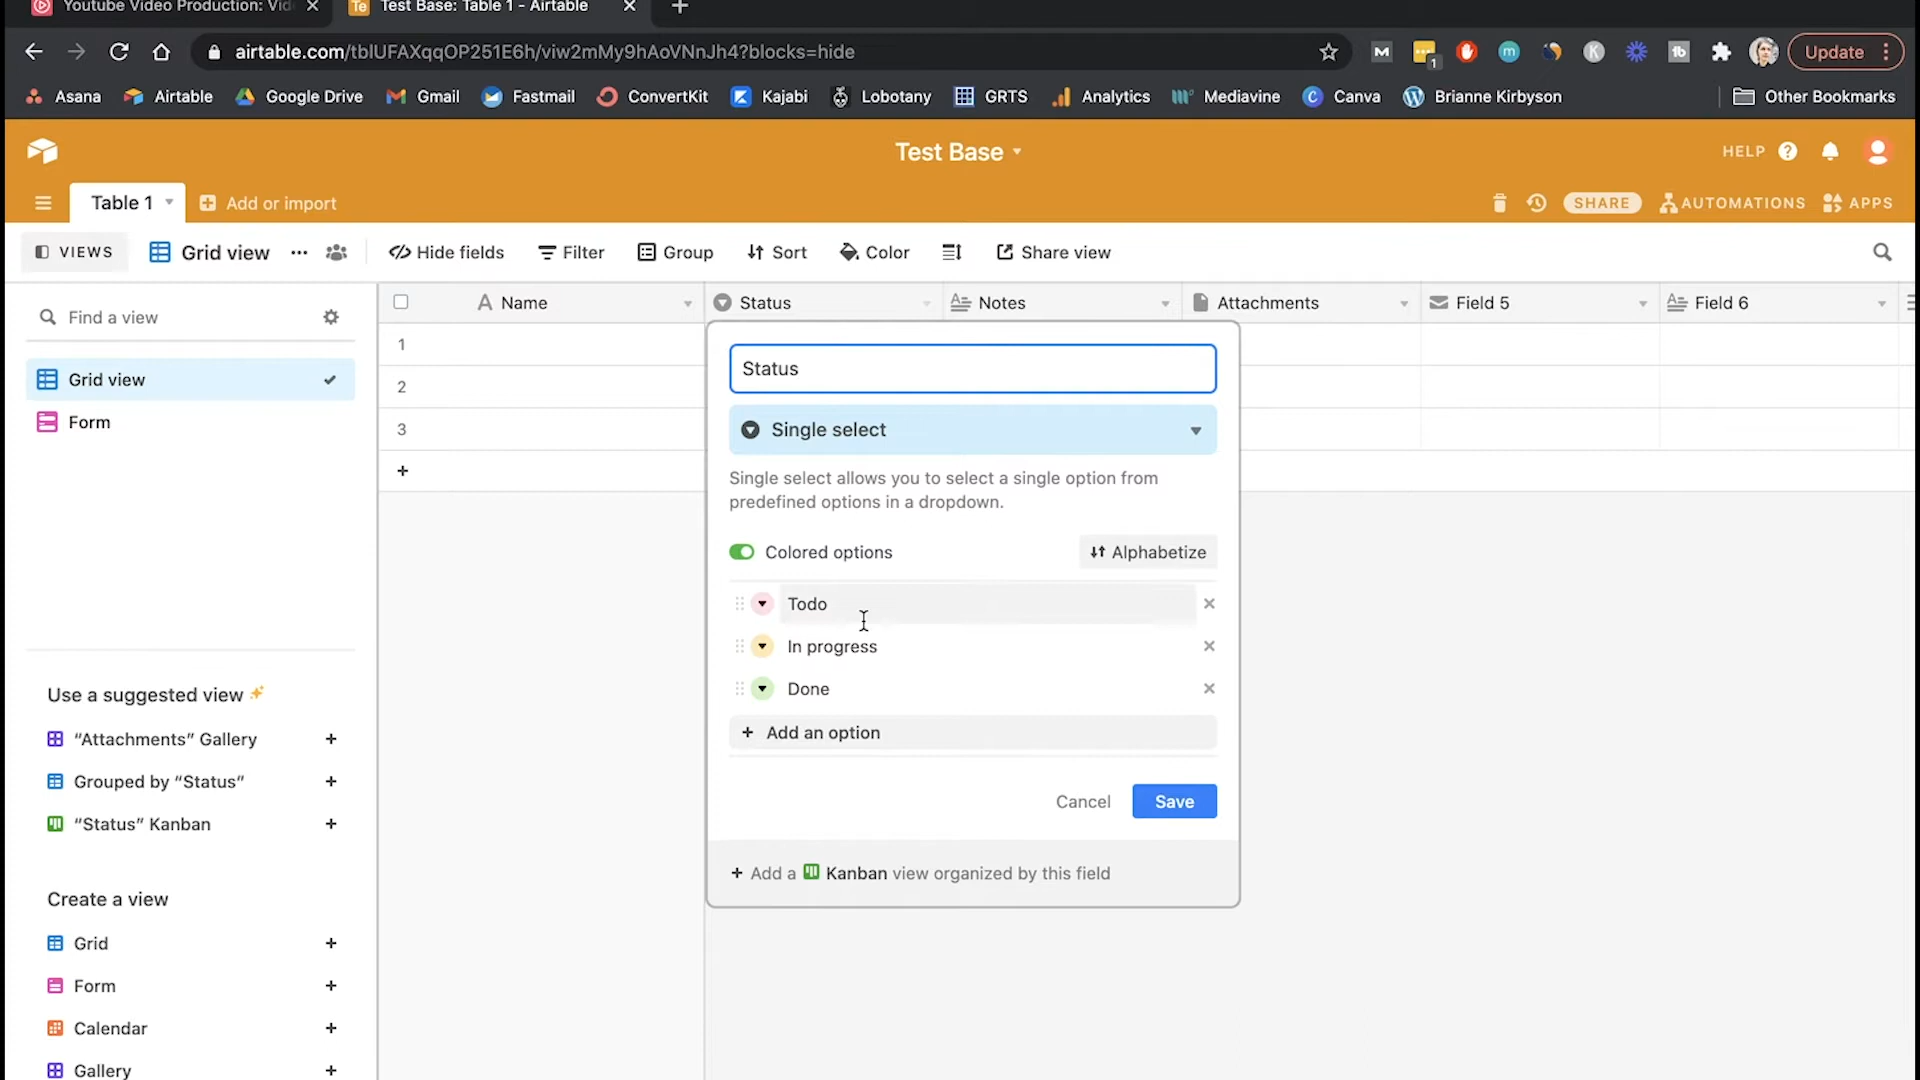 Youtube Video Production: Vid
Test Base: Table 1 - Airtable
airtable.com/tblUFAXqqOP251E6h/viw2mMy9hAoVNnJh4?blocks=hide
1
Update
Asana
Airtable
Google Drive
Gmail
Fastmail
ConvertKit
Kajabi
Lobotany
GRTS
Analytics
Mediavine
Canva
Brianne Kirbyson
Other Bookmarks
Test Base
HELP
Table 1
Add or import
SHARE
AUTOMATIONS
APPS
VIEWS
Grid view
Hide fields
Filter
Group
Sort
Color
Share view
Find a view
Name
Status
Notes
Attachments
Field 5
Field 6
1
2
3
Grid view
Form
Status
Single select
Single select allows you to select a single option from
predefined options in a dropdown.
Colored options
Alphabetize
Todo
In progress
Done
Add an option
Cancel
Save
Add a Kanban view organized by this field
Use a suggested view
“Attachments” Gallery
Grouped by “Status”
“Status” Kanban
Create a view
Grid
Form
Calendar
Gallery